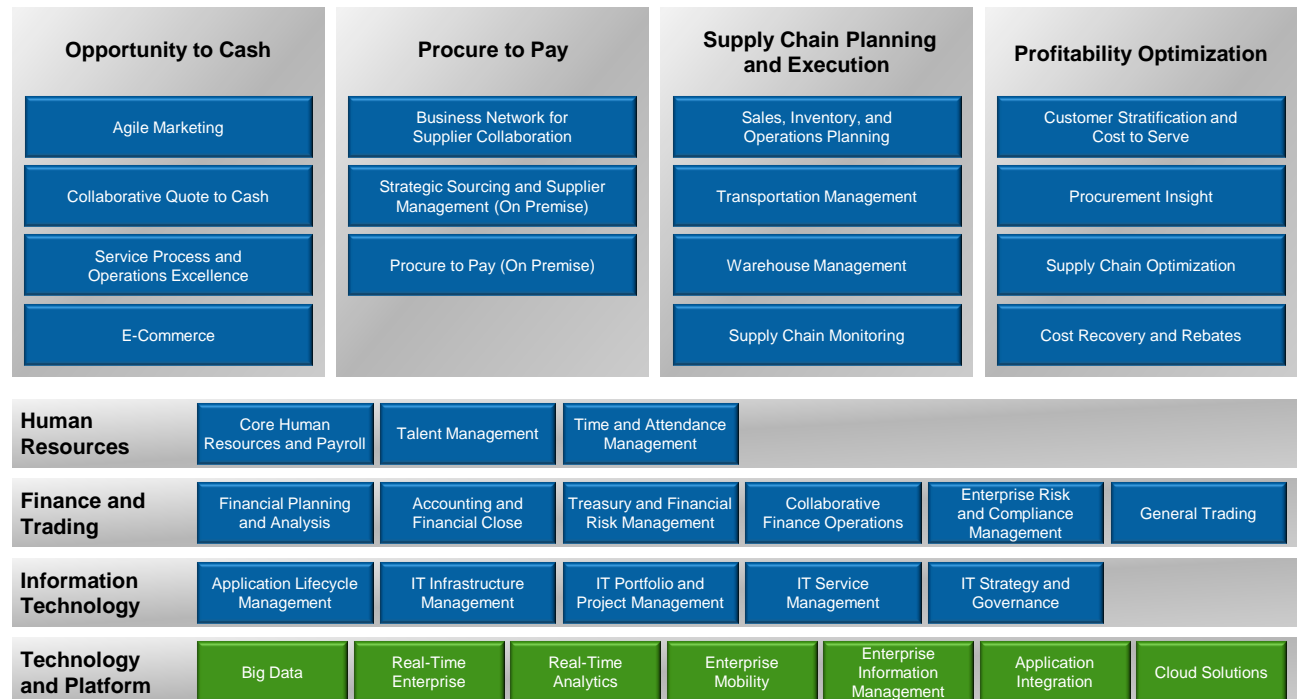 Opportunity to Cash
Agile Marketing
Collaborative Quote to Cash
Service Process and
Operations Excellence
E-Commerce
Procure to Pay
Business Network for
Supplier Collaboration
Strategic Sourcing and Supplier
Management (On Premise)
Procure to Pay (On Premise)
Supply Chain Planning
and Execution
Sales, Inventory, and
Operations Planning
Transportation Management
Warehouse Management
Supply Chain Monitoring
Profitability Optimization
Customer Stratification and
Cost to Serve
Procurement Insight
Supply Chain Optimization
Cost Recovery and Rebates
Human
Resources
Core Human
Resources and Payroll
Talent Management
Time and Attendance
Management
Finance and
Trading
Financial Planning
and Analysis
Accounting and
Financial Close
Treasury and Financial
Risk Management
Collaborative
Finance Operations
Enterprise Risk
and Compliance
Management
General Trading
Information
Technology
Application Lifecycle
Management
IT Infrastructure
Management
IT Portfolio and
Project Management
IT Service
Management
IT Strategy and
Governance
Technology
and Platform
Big Data
Real-Time
Enterprise
Real-Time
Analytics
Enterprise
Mobility
Enterprise
Information
Management
Application
Integration
Cloud Solutions